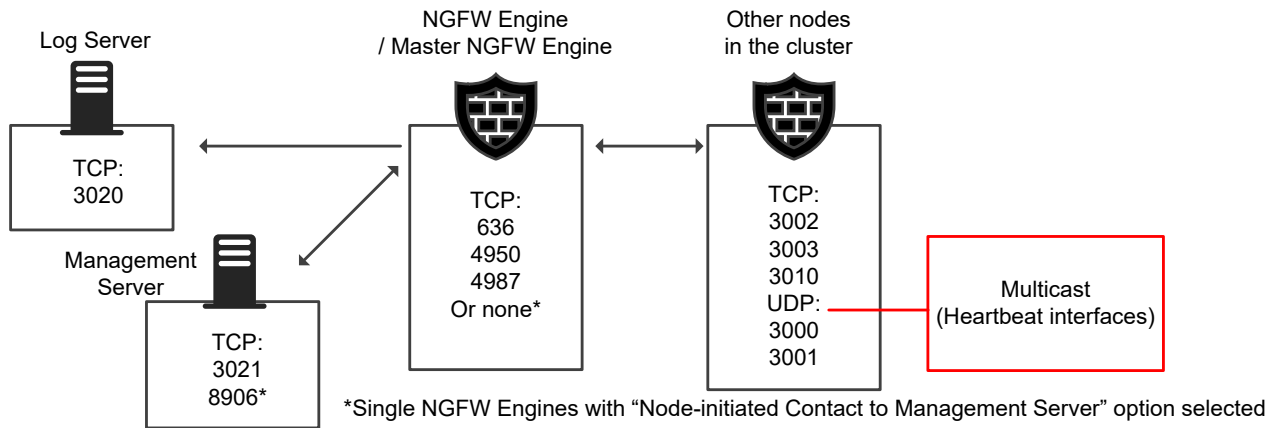 Log Server
TCP:
3020
Management
Server
TCP:
3021
8906*
NGFW Engine
/ Master NGFW Engine
TCP:
636
4950
4987
Or none*
Other nodes
in the cluster
TCP:
3002
3003
3010
UDP:
3000
3001
Multicast
(Heartbeat interfaces)
*Single NGFW Engines with “Node-initiated Contact to Management Server” option selected